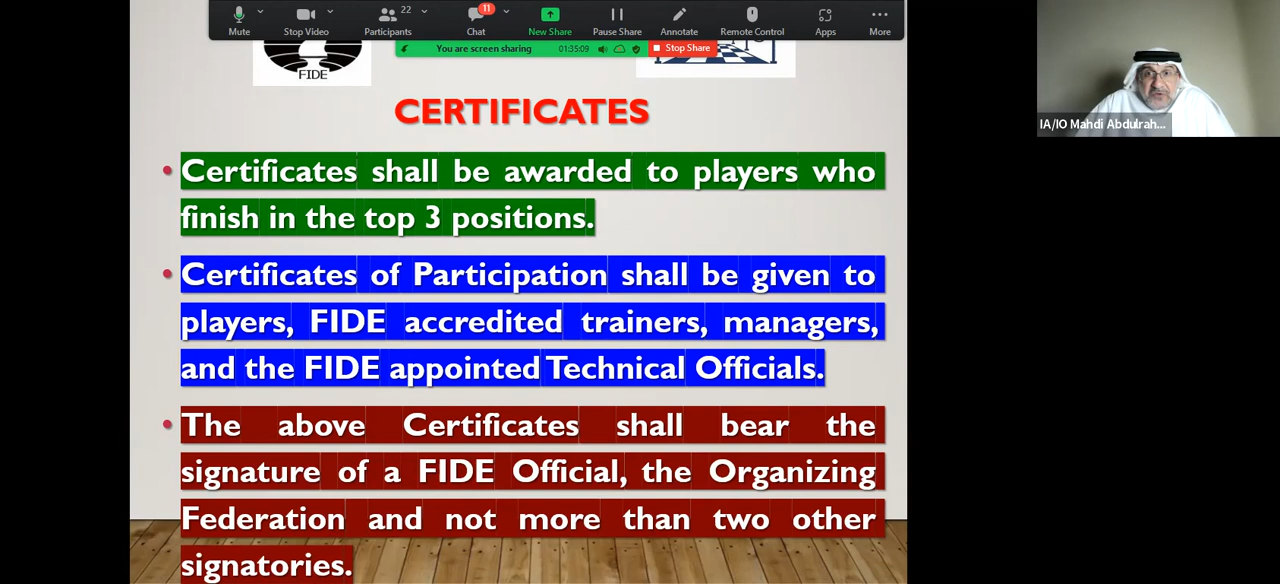 22
11
Mute
Stop Video
Participants
Chat
New Share
Pause Share
Annotate
Remote Control
Apps
More
You are screen sharing
01:35:09
Stop Share
FIDE
IA/IO Mahdi Abdulrah...
CERTIFICATES
• Certificates shall be awarded to players who
finish in the top 3 positions.
• Certificates of Participation shall be given to
players, FIDE accredited trainers, managers,
and the FIDE appointed Technical Officials.
• The above Certificates shall bear the
signature of a FIDE Official, the Organizing
Federation and not more than two other
signatories.